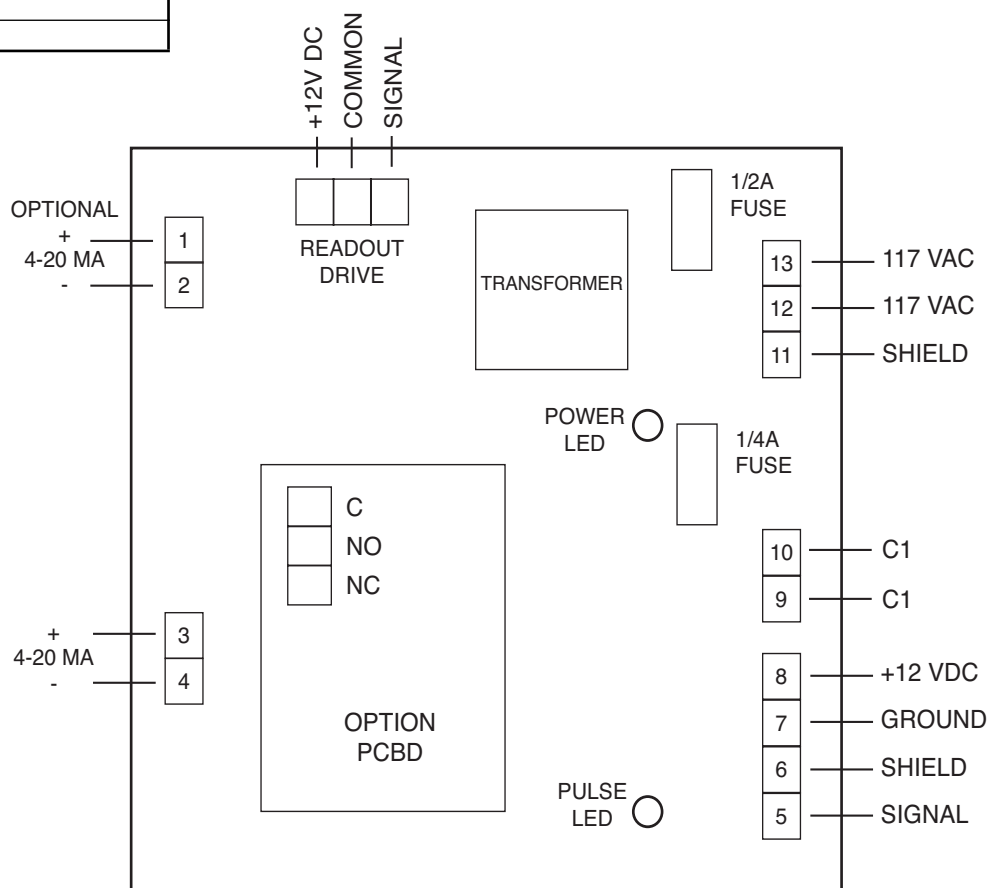 +12V DC
COMMON
SIGNAL
OPTIONAL
+
4-20 MA
-
1
2
READOUT
DRIVE
TRANSFORMER
1/2A
FUSE
13
117 VAC
12
117 VAC
11
SHIELD
POWER
LED
1/4A
FUSE
C
NO
NC
10
C1
9
C1
+
4-20 MA
-
3
4
8
+12 VDC
7
GROUND
6
SHIELD
5
SIGNAL
OPTION
PCBD
PULSE
LED